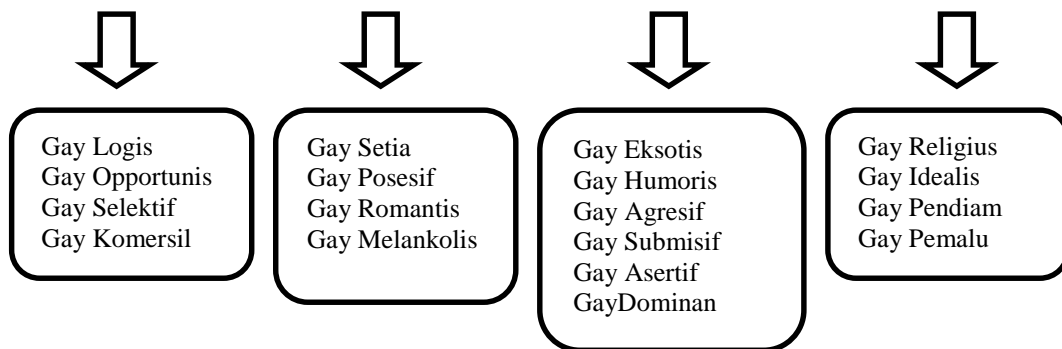 Gay Logis
Gay Opportunis
Gay Selektif
Gay Komersil
Gay Setia
Gay Posesif
Gay Romantis
Gay Melankolis
Gay Eksotis
Gay Humoris
Gay Agresif
Gay Submisif
Gay Asertif
GayDominan
Gay Religius
Gay Idealis
Gay Pendiam
Gay Pemalu